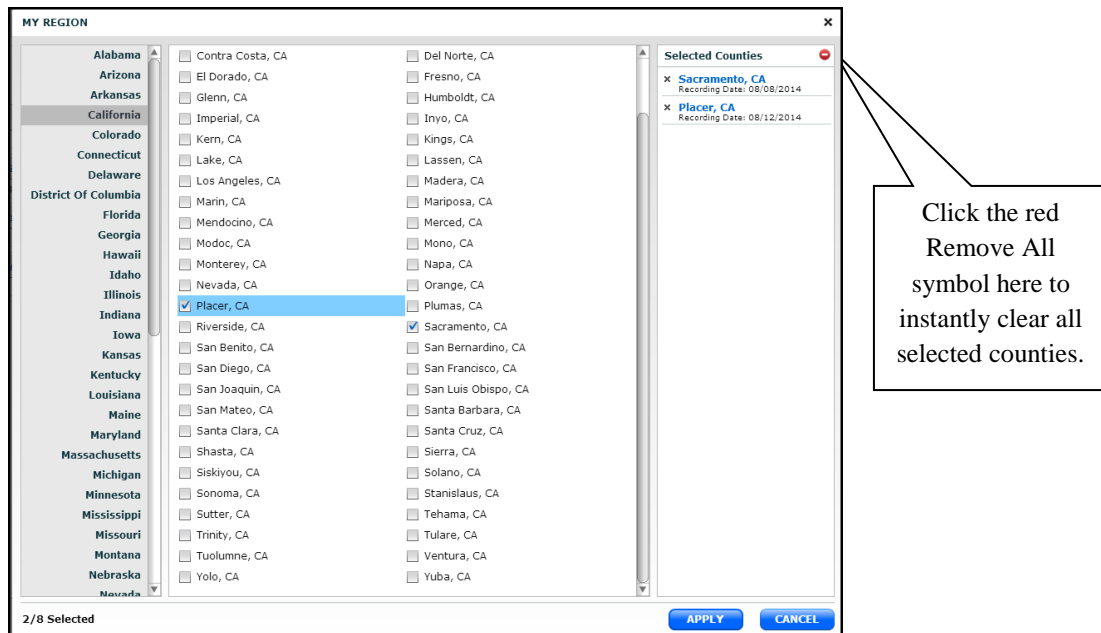 MY REGION
Alabama
Arizona
Arkansas
California
Colorado
Connecticut
Delaware
District Of Columbia
Florida
Georgia
Hawaii
Idaho
Illinois
Indiana
Iowa
Kansas
Kentucky
Louisiana
Maine
Maryland
Massachusetts
Michigan
Minnesota
Mississippi
Missouri
Montana
Nebraska
Nevada
Contra Costa, CA Del Norte, CA
El Dorado, CA Fresno, CA
Glenn, CA Humboldt, CA
Imperial, CA Inyo, CA
Kern, CA Kings, CA
Lake, CA Lassen, CA
Los Angeles, CA Madera, CA
Marin, CA Mariposa, CA
Mendocino, CA Merced, CA
Modoc, CA Mono, CA
Monterey, CA Napa, CA
Nevada, CA Orange, CA
Placer, CA Plumas, CA
Riverside, CA Sacramento, CA
San Benito, CA San Bernardino, CA
San Diego, CA San Francisco, CA
San Joaquin, CA San Luis Obispo, CA
San Mateo, CA Santa Barbara, CA
Santa Clara, CA Santa Cruz, CA
Shasta, CA Sierra, CA
Siskiyou, CA Solano, CA
Sonoma, CA Stanislaus, CA
Sutter, CA Tehama, CA
Trinity, CA Tulare, CA
Tuolumne, CA Ventura, CA
Yolo, CA Yuba, CA
Selected Counties
Sacramento, CA
Recording Date: 08/08/2014
Placer, CA
Recording Date: 08/12/2014
2/8 Selected
APPLY CANCEL
Click the red
Remove All
symbol here to
instantly clear all
selected counties.